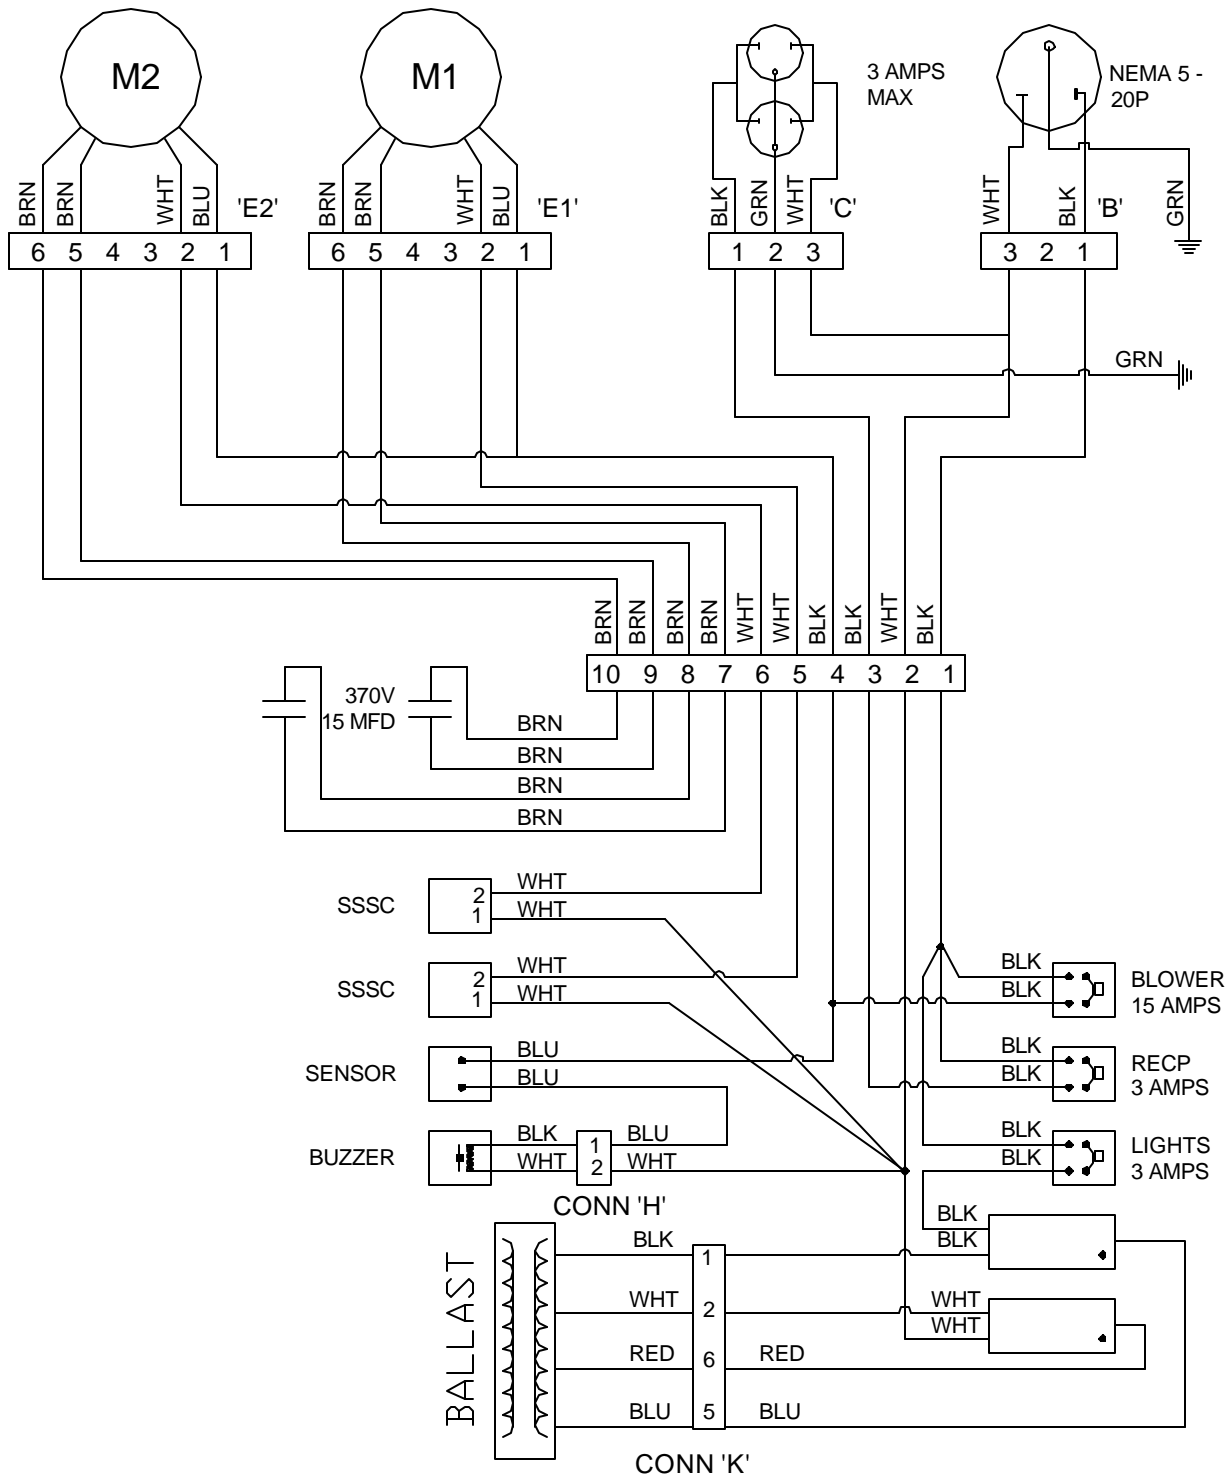 M2
M1
3 AMPS
MAX
NEMA 5 -
20P
BRN
BRN
WHT
BLU
'E2'
BRN
BRN
WHT
BLU
'E1'
BLK
GRN
WHT
'C'
WHT
BLK
'B'
GRN
6 5 4 3 2 1
6 5 4 3 2 1
1 2 3
3 2 1
GRN
BRN
BRN
BRN
BRN
WHT
WHT
BLK
BLK
WHT
BLK
10 9 8 7 6 5 4 3 2 1
370V
15 MFD
BRN
BRN
BRN
BRN
SSSC
2
1
WHT
WHT
SSSC
2
1
WHT
WHT
BLK
BLK
BLOWER
15 AMPS
SENSOR
BLU
BLU
BLK
BLK
RECP
3 AMPS
BUZZER
BLK
WHT
1
2
BLU
WHT
BLK
BLK
LIGHTS
3 AMPS
CONN 'H'
BLK
BLK
BALLAST
BLK
1
WHT
2
WHT
WHT
RED
6
RED
BLU
5
BLU
CONN 'K'